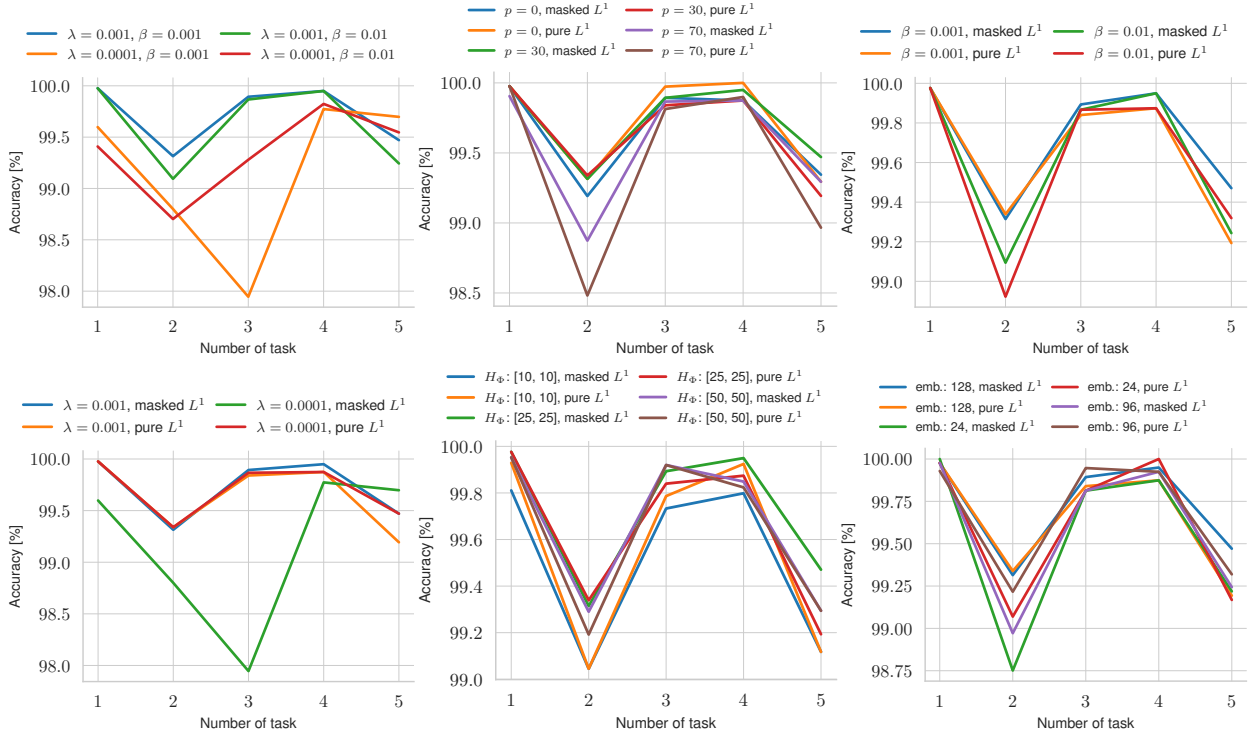 λ = 0.001, β = 0.001
λ = 0.001, β = 0.01
λ = 0.0001, β = 0.001
λ = 0.0001, β = 0.01
Accuracy [%]
100.0
99.5
99.0
98.5
98.0
1 2 3 4 5
Number of task
p = 0, masked L¹
p = 30, pure L¹
p = 0, pure L¹
p = 70, masked L¹
p = 30, masked L¹
p = 70, pure L¹
Accuracy [%]
100.0
99.5
99.0
98.5
1 2 3 4 5
Number of task
β = 0.001, masked L¹
β = 0.01, masked L¹
β = 0.001, pure L¹
β = 0.01, pure L¹
Accuracy [%]
100.0
99.8
99.6
99.4
99.2
99.0
1 2 3 4 5
Number of task
λ = 0.001, masked L¹
λ = 0.0001, masked L¹
λ = 0.001, pure L¹
λ = 0.0001, pure L¹
Accuracy [%]
100.0
99.5
99.0
98.5
98.0
1 2 3 4 5
Number of task
H_Φ: [10, 10], masked L¹
H_Φ: [25, 25], pure L¹
H_Φ: [10, 10], pure L¹
H_Φ: [50, 50], masked L¹
H_Φ: [25, 25], masked L¹
H_Φ: [50, 50], pure L¹
Accuracy [%]
100.0
99.8
99.6
99.4
99.2
99.0
1 2 3 4 5
Number of task
emb.: 128, masked L¹
emb.: 24, pure L¹
emb.: 128, pure L¹
emb.: 96, masked L¹
emb.: 24, masked L¹
emb.: 96, pure L¹
Accuracy [%]
100.00
99.75
99.50
99.25
99.00
98.75
1 2 3 4 5
Number of task